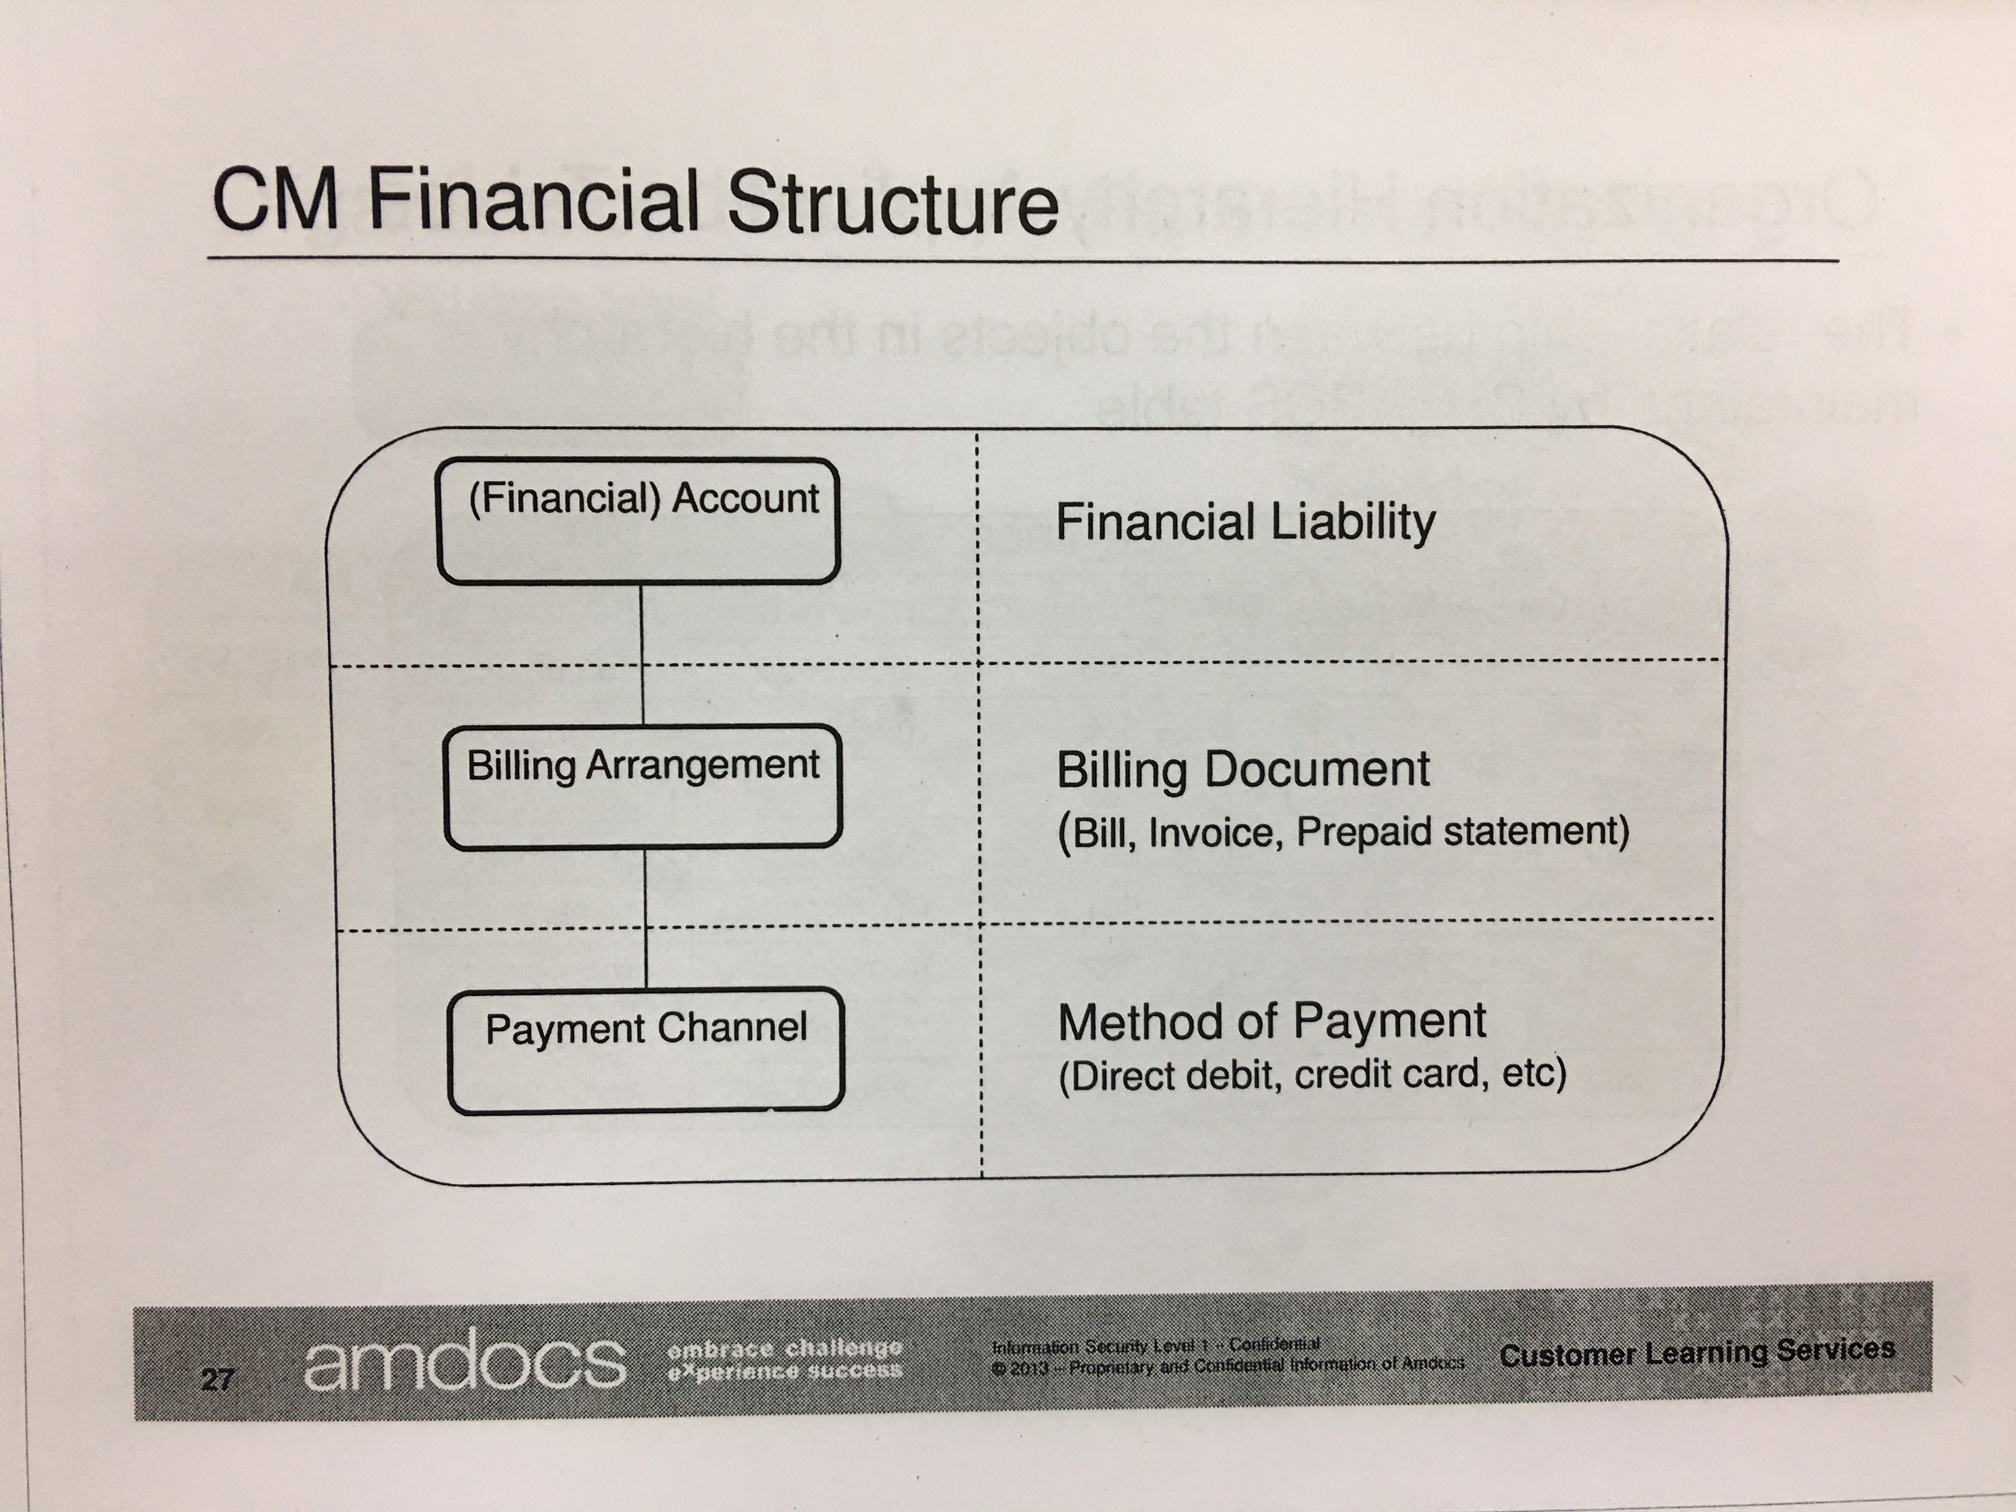 CM Financial Structure
(Financial) Account
Financial Liability
Billing Arrangement
Billing Document
(Bill, Invoice, Prepaid statement)
Payment Channel
Method of Payment
(Direct debit, credit card, etc)
27
amdocs
embrace challenge
experience success
Information Security Level 1 – Confidential
© 2013 – Proprietary and Confidential Information of Amdocs
Customer Learning Services